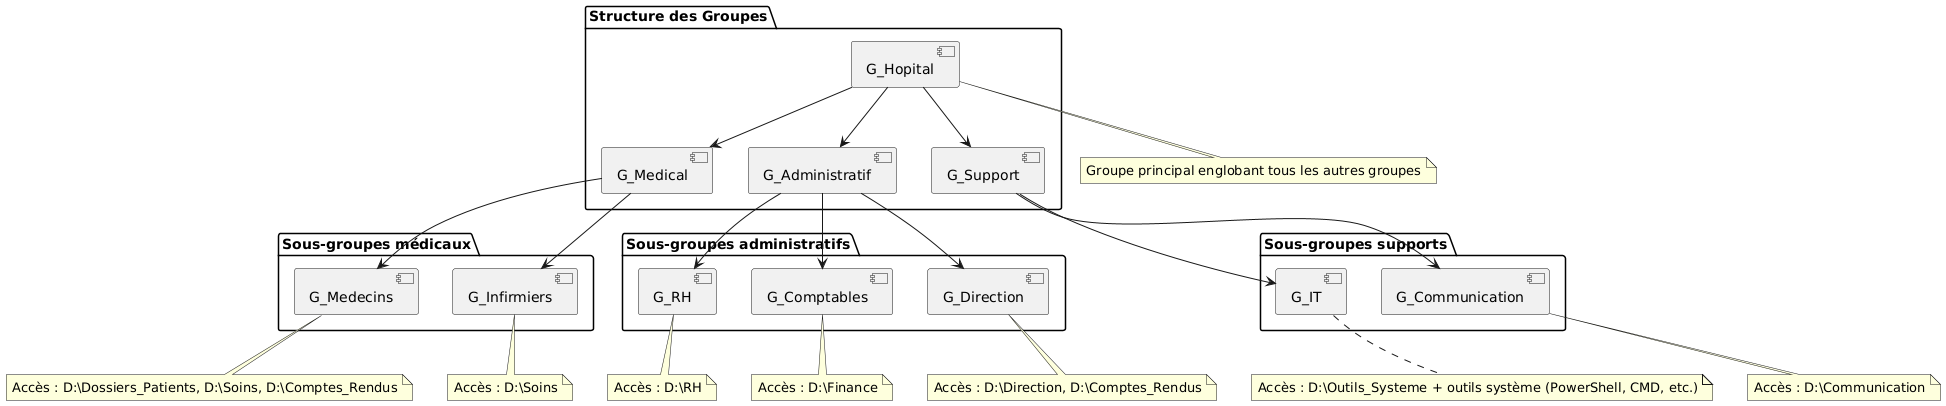 Structure des Groupes
G_Hopital
G_Medical
G_Administratif
G_Support
Groupe principal englobant tous les autres groupes
Sous-groupes médicaux
G_Medecins
G_Infirmiers
Sous-groupes administratifs
G_RH
G_Comptables
G_Direction
Sous-groupes supports
G_IT
G_Communication
Accès : D:\Dossiers_Patients, D:\Soins, D:\Comptes_Rendus
Accès : D:\Soins
Accès : D:\RH
Accès : D:\Finance
Accès : D:\Direction, D:\Comptes_Rendus
Accès : D:\Outils_Systeme + outils système (PowerShell, CMD, etc.)
Accès : D:\Communication